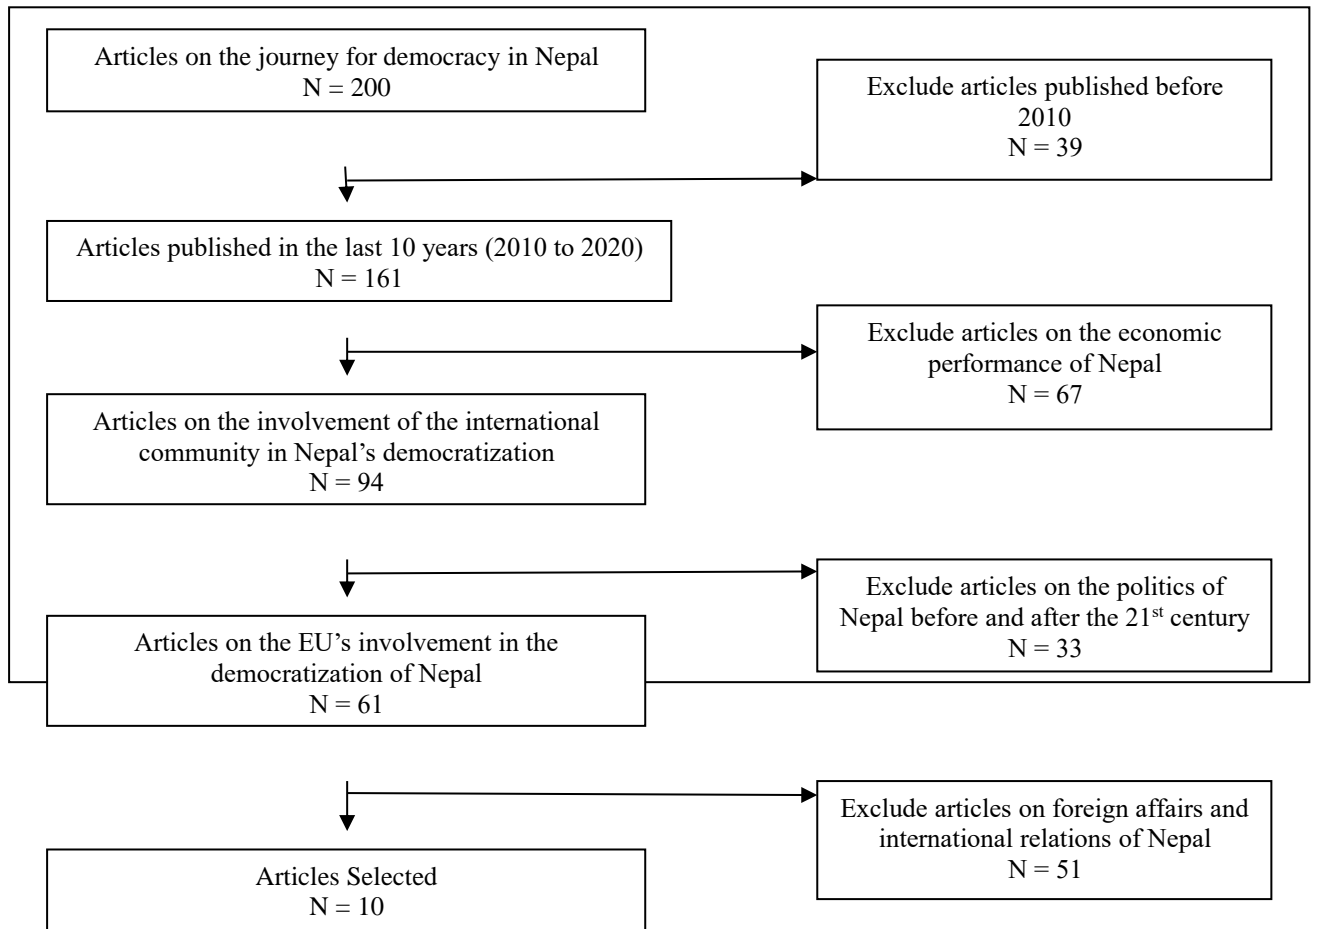 Articles on the journey for democracy in Nepal
N = 200
Exclude articles published before
2010
N = 39
Articles published in the last 10 years (2010 to 2020)
N = 161
Exclude articles on the economic
performance of Nepal
N = 67
Articles on the involvement of the international
community in Nepal’s democratization
N = 94
Exclude articles on the politics of
Nepal before and after the 21st century
N = 33
Articles on the EU’s involvement in the
democratization of Nepal
N = 61
Exclude articles on foreign affairs and
international relations of Nepal
N = 51
Articles Selected
N = 10